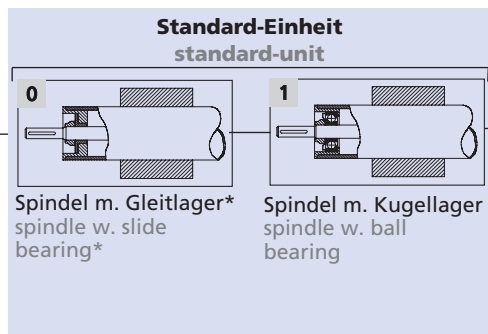 Standard-Einheit
standard-unit
0
1
Spindel m. Gleitlager*
spindle w. slide
bearing*
Spindel m. Kugellager
spindle w. ball
bearing